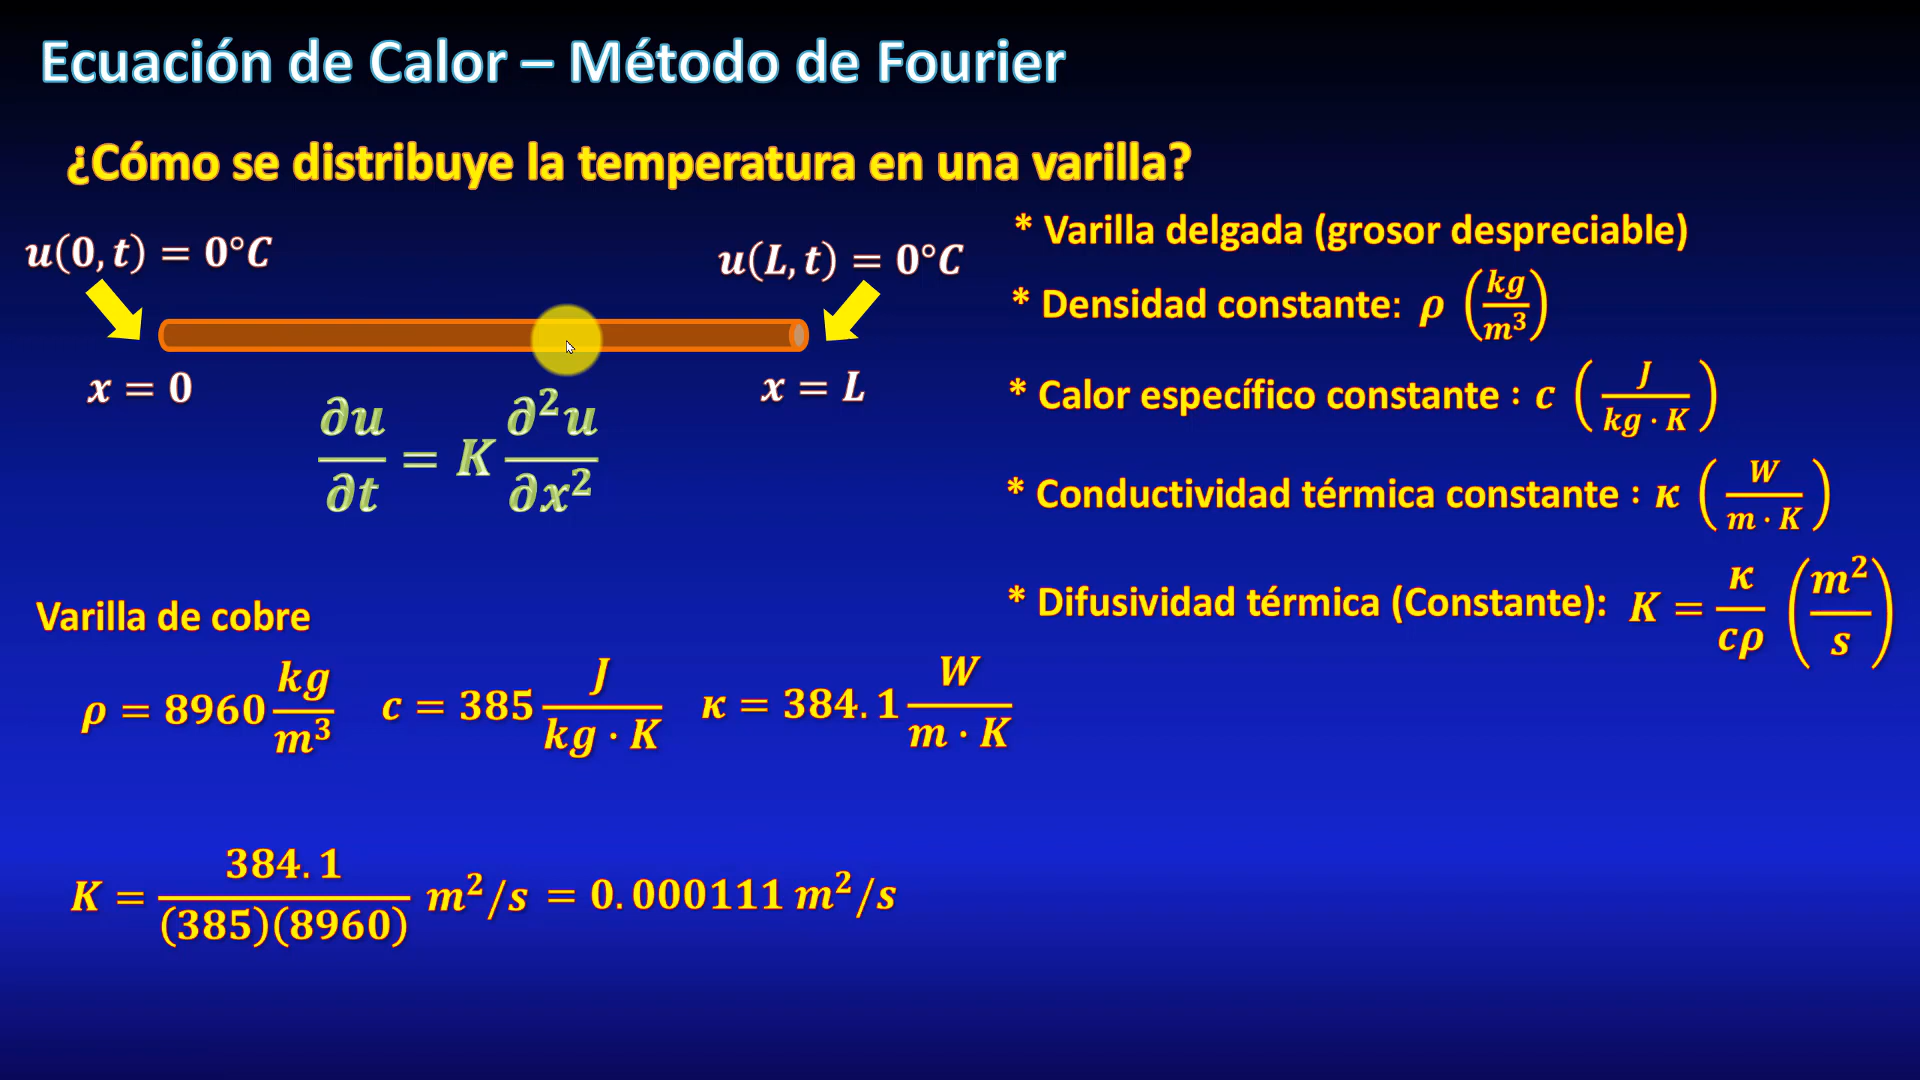 Ecuación de Calor – Método de Fourier
¿Cómo se distribuye la temperatura en una varilla?
u(0, t) = 0°C
u(L, t) = 0°C
x = 0
x = L
∂u/∂t = K ∂²u/∂x²
* Varilla delgada (grosor despreciable)
* Densidad constante: ρ (kg/m³)
* Calor específico constante : c (J/kg · K)
* Conductividad térmica constante : κ (W/m · K)
* Difusividad térmica (Constante): K = κ/cρ (m²/s)
Varilla de cobre
ρ = 8960 kg/m³ c = 385 J/kg · K κ = 384.1 W/m · K
K = 384.1/(385)(8960) m²/s = 0.000111 m²/s